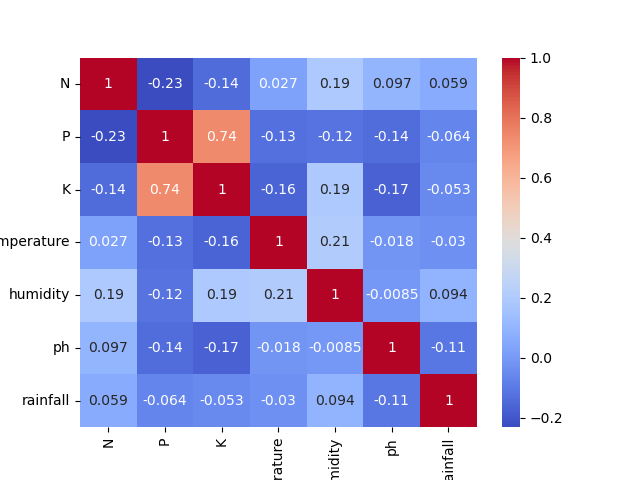 1.0
N 1 -0.23 -0.14 0.027 0.19 0.097 0.059
0.8
P -0.23 1 0.74 -0.13 -0.12 -0.14 -0.064
K -0.14 0.74 1 -0.16 0.19 -0.17 -0.053
0.6
mperature 0.027 -0.13 -0.16 1 0.21 -0.018 -0.03
0.4
humidity 0.19 -0.12 0.19 0.21 1 -0.0085 0.094
0.2
ph 0.097 -0.14 -0.17 -0.018 -0.0085 1 -0.11
0.0
rainfall 0.059 -0.064 -0.053 -0.03 0.094 -0.11 1
−0.2
N P K rature midity ph ainfall